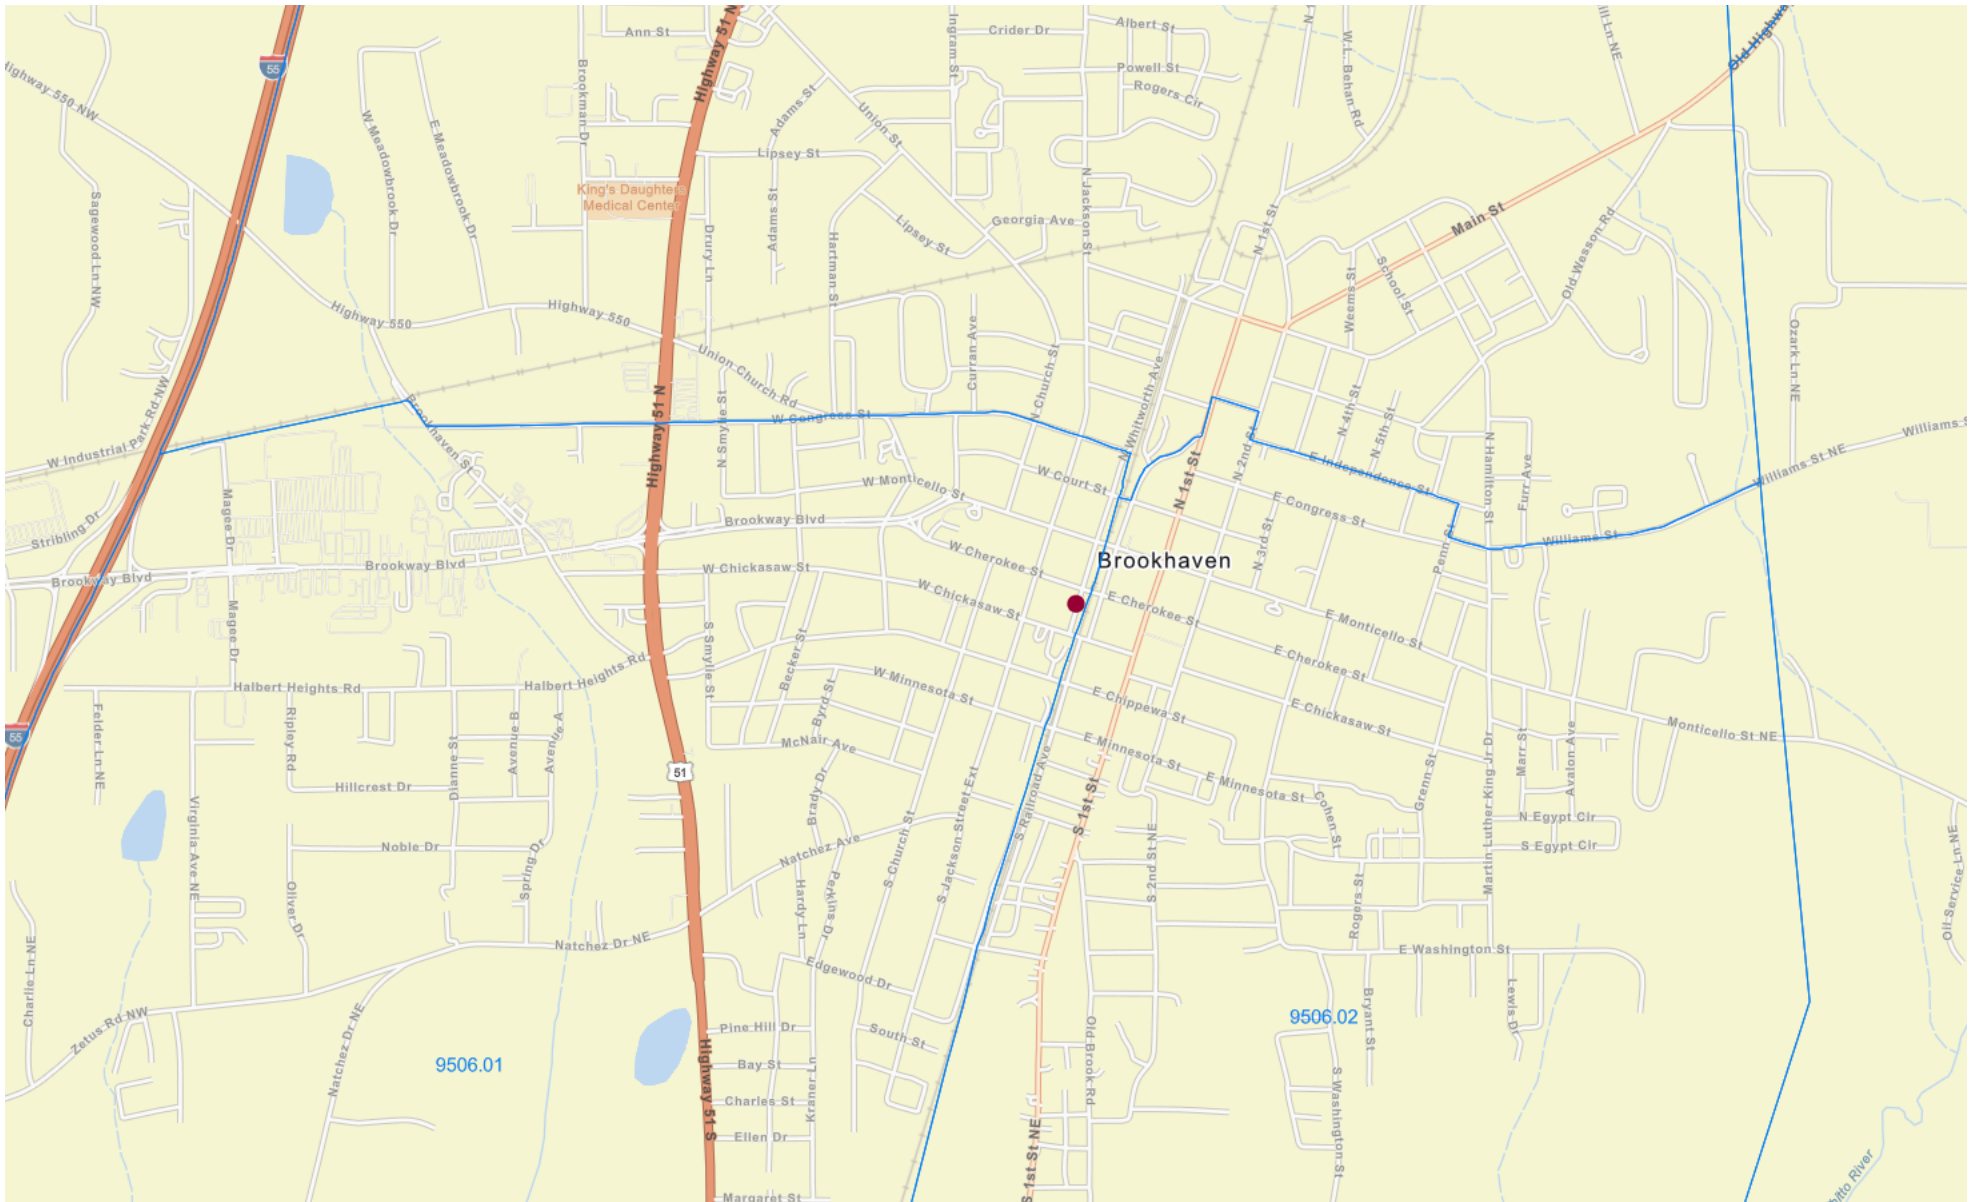 Ann St
Highway 51 N
Ingram St
Crider Dr
Albert St
W.L. Behan Rd
Old Highway
55
Highway 550 NW
Brookman Dr
Powell St
Rogers Cir
Adams St
Union St
W Meadowbrook Dr
E Meadowbrook Dr
Lipsey St
King's Daughters
Medical Center
Sagewood Ln NW
Drury Ln
Adams St
Hartman St
Lipsey St
Georgia Ave
N Jackson St
N 1st St
Main St
Old Wesson Rd
School St
Weems St
Highway 550
Highway 550
Union Church Rd
Curran Ave
N Church St
N Whitworth Ave
Ozark Ln NE
W Industrial Park Rd NW
Brookhaven St
Highway 51 N
N Smylie St
W Congress St
N 4th St
N 5th St
N 2nd St
E Independence St
N Hamilton St
Furr Ave
Williams St NE
Williams S
W Court St
W Monticello St
N 1st St
E Congress St
Magee Dr
Stribling Dr
Brookway Blvd
Brookway Blvd
Brookway Blvd
W Cherokee St
N 3rd St
Penn St
Williams St
Brookhaven
W Chickasaw St
W Chickasaw St
E Cherokee St
E Monticello St
Magee Dr
S Smylie St
Becker St
E Cherokee St
Halbert Heights Rd
Halbert Heights Rd
W Minnesota St
E Chippewa St
E Chickasaw St
Felder Ln NE
Ripley Rd
Avenue B
Avenue A
Byrd St
McNair Ave
E Minnesota St
E Minnesota St
Monticello St NE
Marr St
Avalon Ave
Martin Luther King Jr Dr
55
51
Dianne St
Hillcrest Dr
Virginia Ave NE
Brady Dr
S Railroad Ave
S 1st St
Cohen St
Grenn St
N Egypt Cir
S Egypt Cir
Noble Dr
Spring Dr
Natchez Ave
S Church St
S Jackson Street Ext
S 2nd St NE
Oil Service Ln NE
Oliver Dr
Hardy Ln
Perkins Dr
Rogers St
Charlie Ln NE
Natchez Dr NE
Edgewood Dr
E Washington St
Lewis Dr
Bryant St
Zetus Rd NW
Natchez Dr NE
Pine Hill Dr
South St
Old Brook Rd
9506.02
9506.01
Highway 51 S
Bay St
Kramer Ln
Charles St
Ellen Dr
Margaret St
S 1st St NE
S Washington St
River